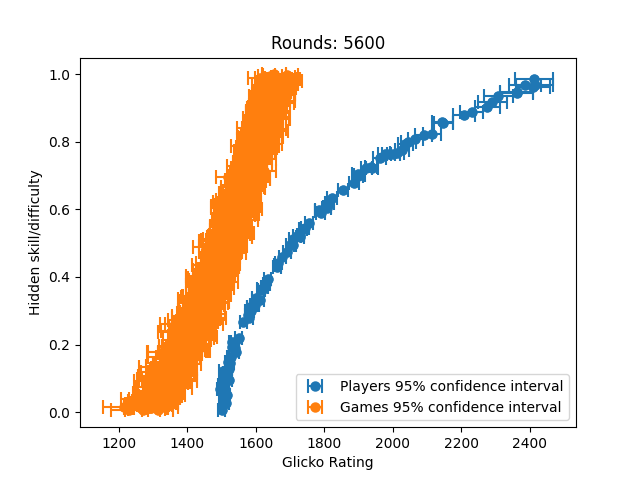 Rounds: 5600
1.0
0.8
0.6
0.4
0.2
0.0
Hidden skill/difficulty
Players 95% confidence interval
Games 95% confidence interval
1200 1400 1600 1800 2000 2200 2400
Glicko Rating